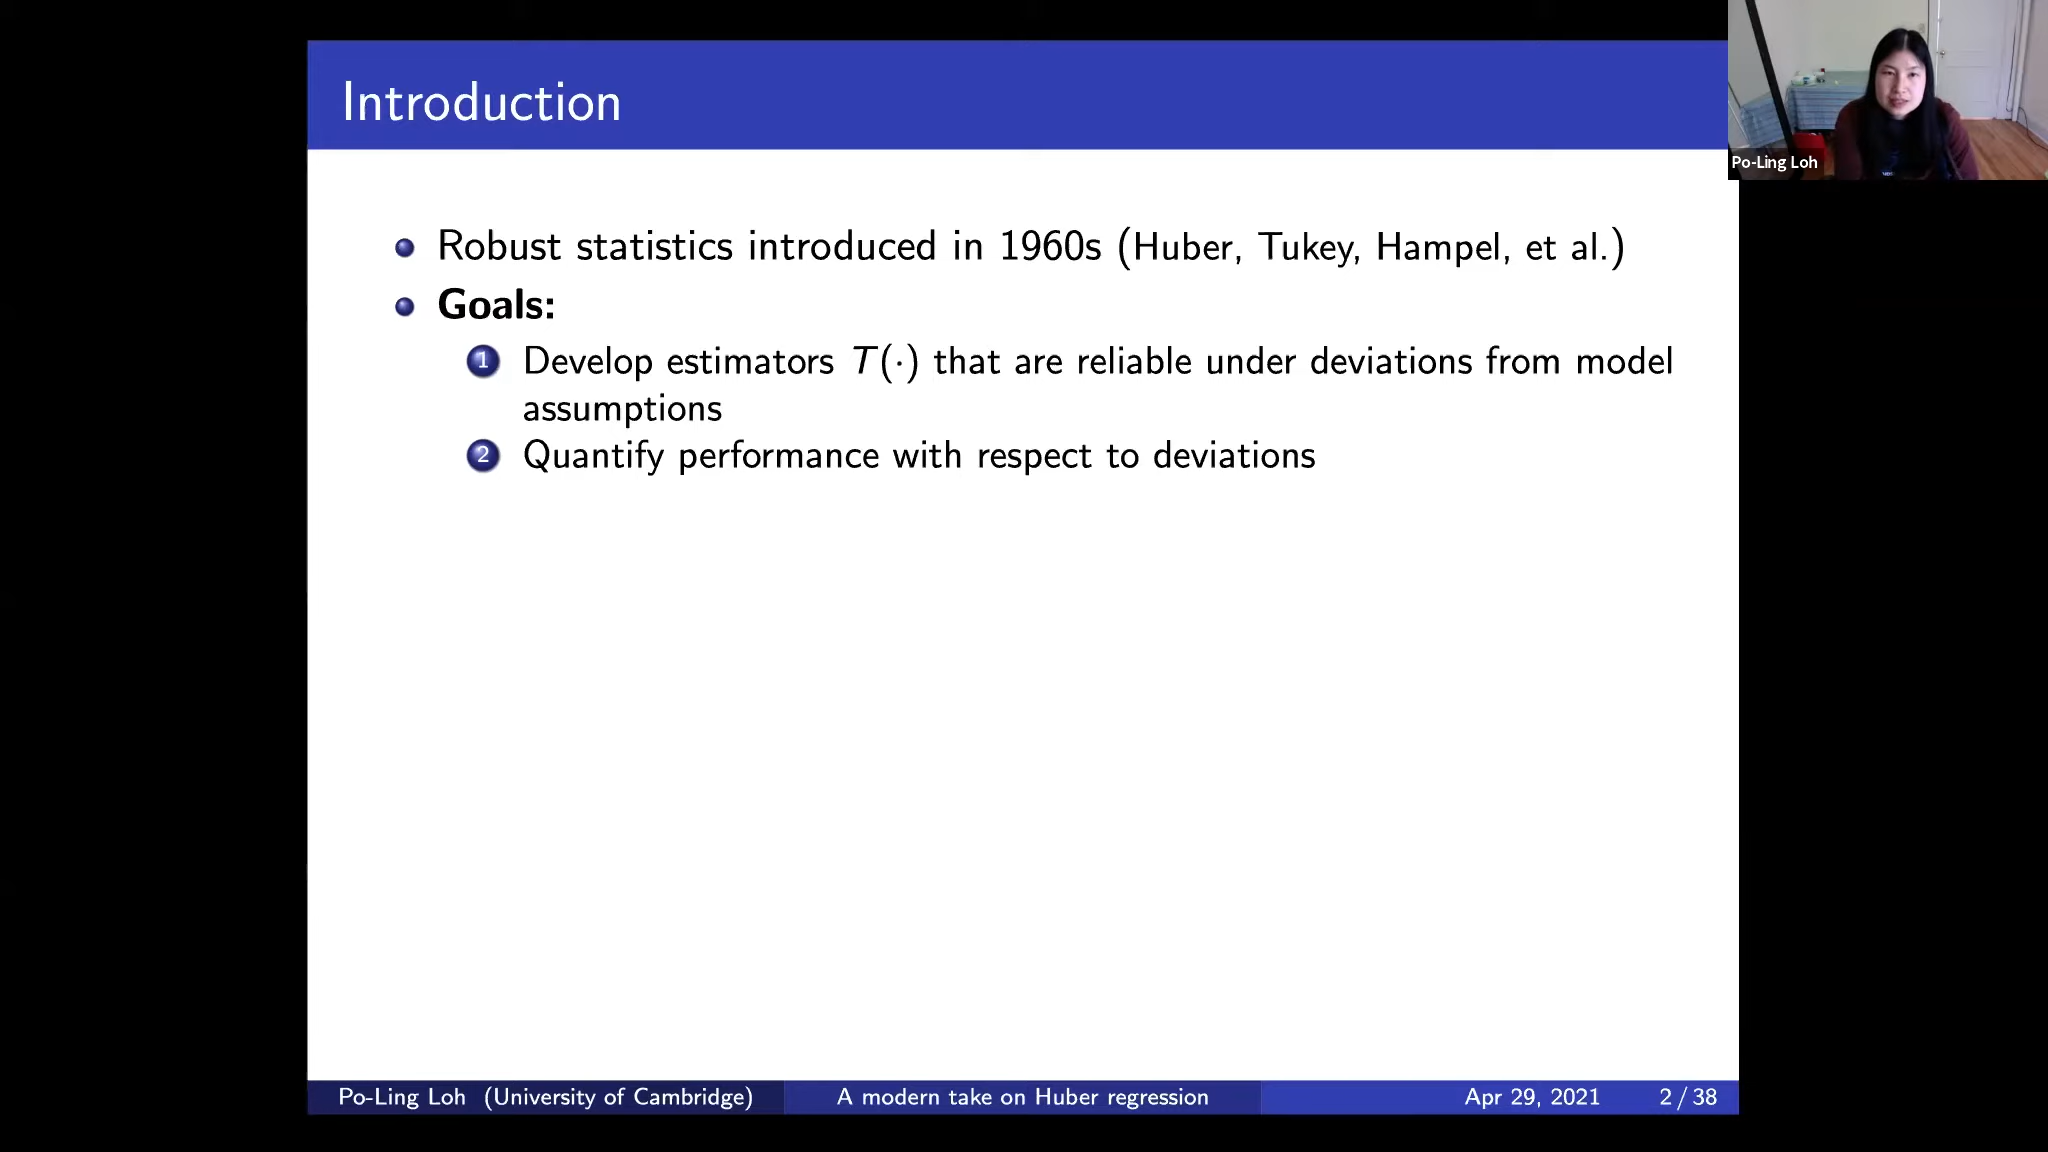 Introduction
Po-Ling Loh
Robust statistics introduced in 1960s (Huber, Tukey, Hampel, et al.)
Goals:
1 Develop estimators T(·) that are reliable under deviations from model
assumptions
2 Quantify performance with respect to deviations
Po-Ling Loh (University of Cambridge) A modern take on Huber regression Apr 29, 2021 2 / 38